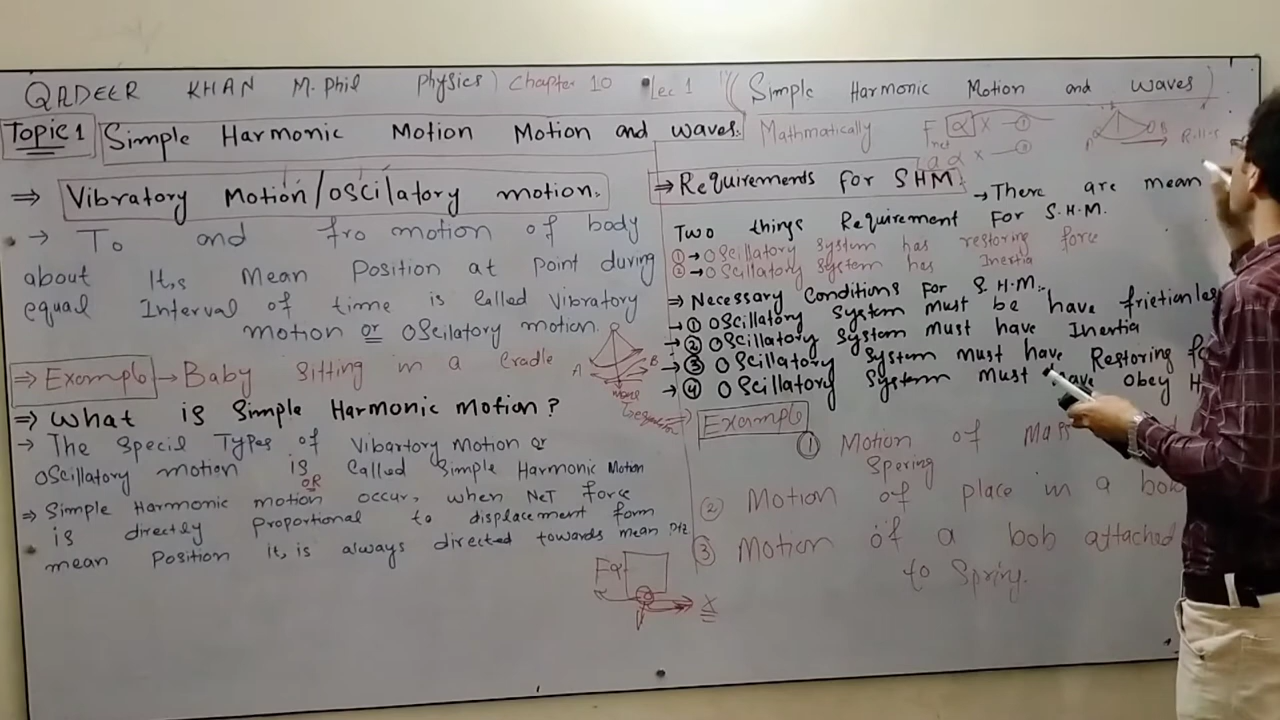 QADEER KHAN M.Phil Physics) Chapter 10 Lec 1 (Simple Harmonic Motion and waves)
Topic 1 Simple Harmonic Motion Motion and waves.
Mathmatically
F net α x — ①
a α x — ②
A B R.H.S
⇒ Vibratory Motion/oscilatory motion.
→ To and fro motion of body
about Its Mean Position at point during
equal Interval of time is Called Vibratory
motion or OScilatory motion.
⇒ Example → Baby Sitting in a Cradle
A B
⇒ What is Simple Harmonic Motion?
→ The Special Types of Vibartory Motion or
OScillatory motion is Called Simple Harmonic Motion
OR
⇒ Simple Harmonic motion occur, when NeT force
is directly Proportional to displacement form
mean Position It, is always directed towards mean
x
⇒ Requirements For SHM.
→ There are mean
Two things Requirement For S.H.M.
① → OScillatory System has restoring force
② → OScillatory System has Inertia
⇒ Necessary Conditions For S.H.M.
→ ① OScillatory System must be have
→ ② OScillatory System must have Inertia
→ ③ OScillatory System must have Restoring
→ ④ OScillatory System must have obey
Example
① Motion of
Spering
② Motion of place in a
③ Motion of a bob attached
to Spring.